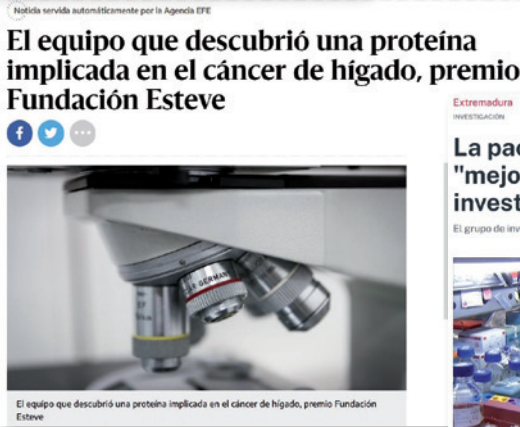 Noticia servida automáticamente por la Agencia EFE
El equipo que descubrió una proteína
implicada en el cáncer de hígado, premio
Fundación Esteve
El equipo que descubrió una proteína implicada en el cáncer de hígado, premio Fundación
Esteve
Extremadura
INVESTIGACIÓN
La pac
"mejo
invest
El grupo de inv